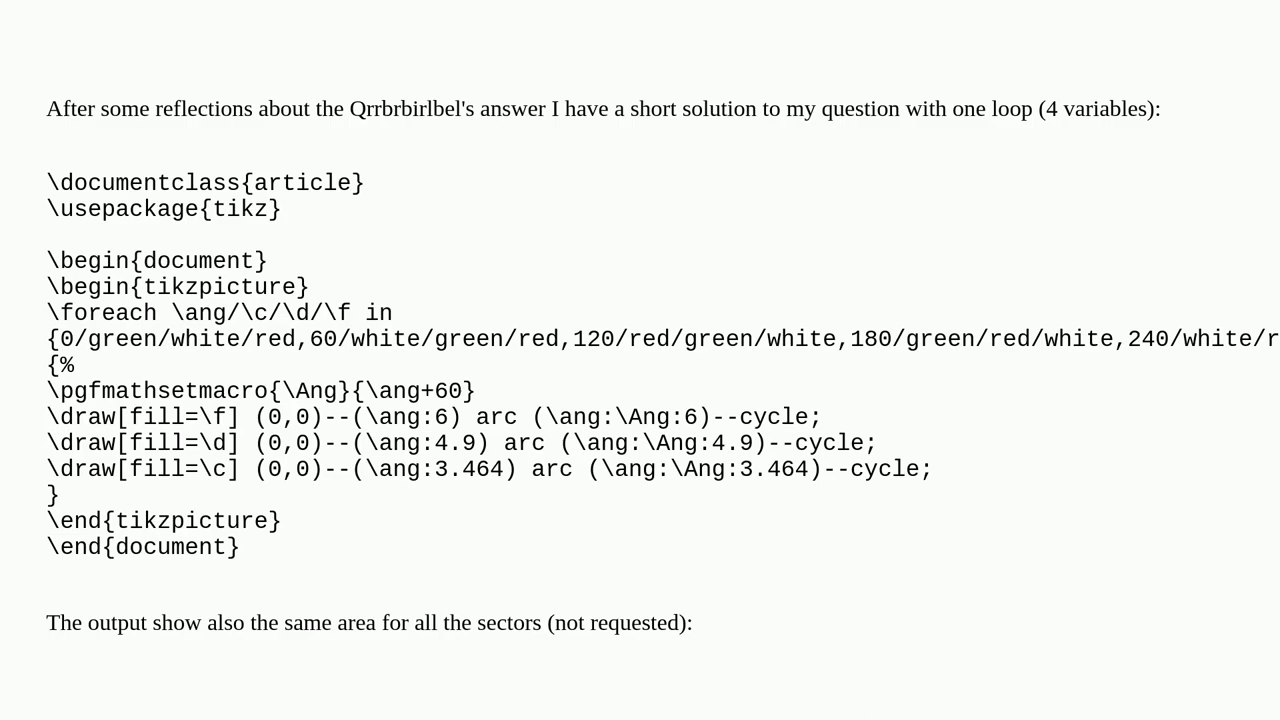 After some reflections about the Qrrbrbirlbel's answer I have a short solution to my question with one loop (4 variables):
\documentclass{article}
\usepackage{tikz}
\begin{document}
\begin{tikzpicture}
\foreach \ang/\c/\d/\f in
{0/green/white/red,60/white/green/red,120/red/green/white,180/green/red/white,240/white/r
{%
\pgfmathsetmacro{\Ang}{\ang+60}
\draw[fill=\f] (0,0)--(\ang:6) arc (\ang:\Ang:6)--cycle;
\draw[fill=\d] (0,0)--(\ang:4.9) arc (\ang:\Ang:4.9)--cycle;
\draw[fill=\c] (0,0)--(\ang:3.464) arc (\ang:\Ang:3.464)--cycle;
}
\end{tikzpicture}
\end{document}
The output show also the same area for all the sectors (not requested):